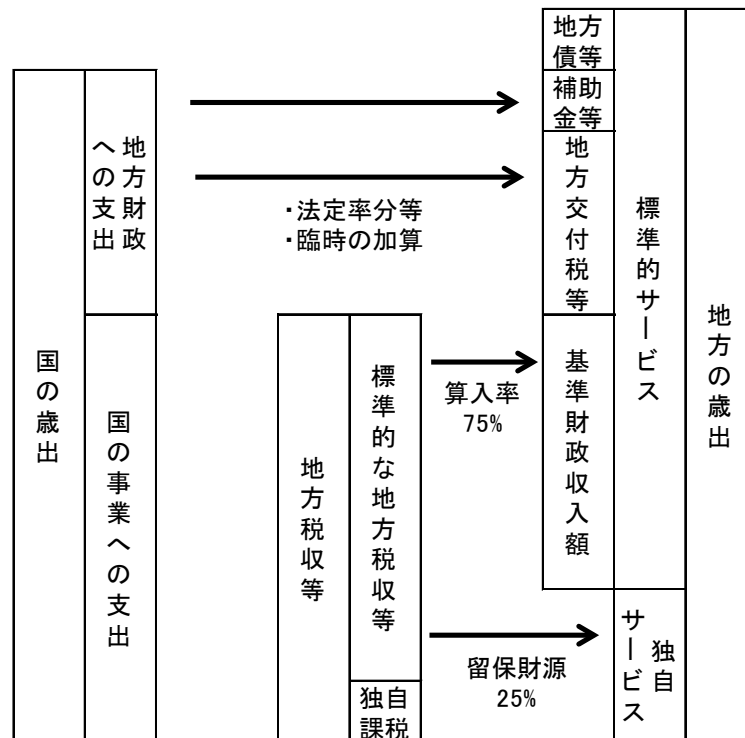 国の歳出
地方財政
への支出
国の事業への支出
・法定率分等
・臨時の加算
地方税収等
標準的な地方税収等
独自
課税
算入率
75%
留保財源
25%
地方
債等
補助
金等
地方交付税等
基準財政収入額
標準的サービス
独自
サービス
地方の歳出